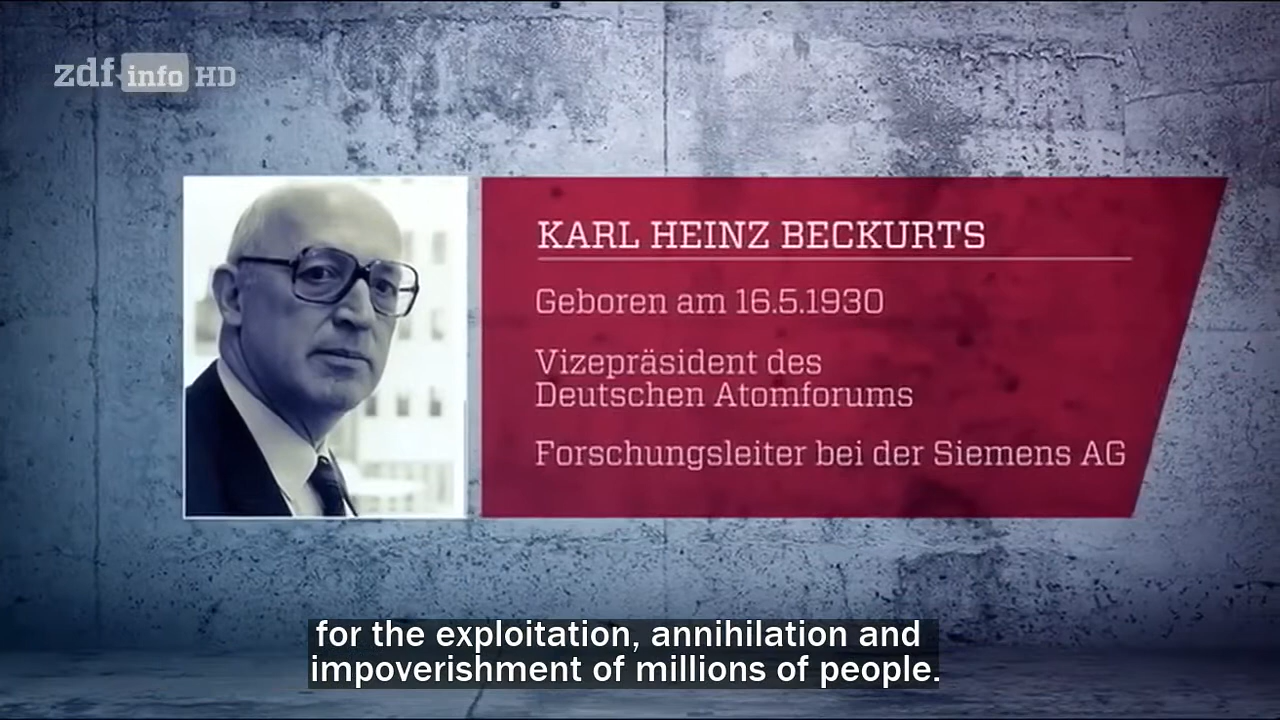 zdf info HD
KARL HEINZ BECKURTS
Geboren am 16.5.1930
Vizepräsident des
Deutschen Atomforums
Forschungsleiter bei der Siemens AG
for the exploitation, annihilation and
impoverishment of millions of people.